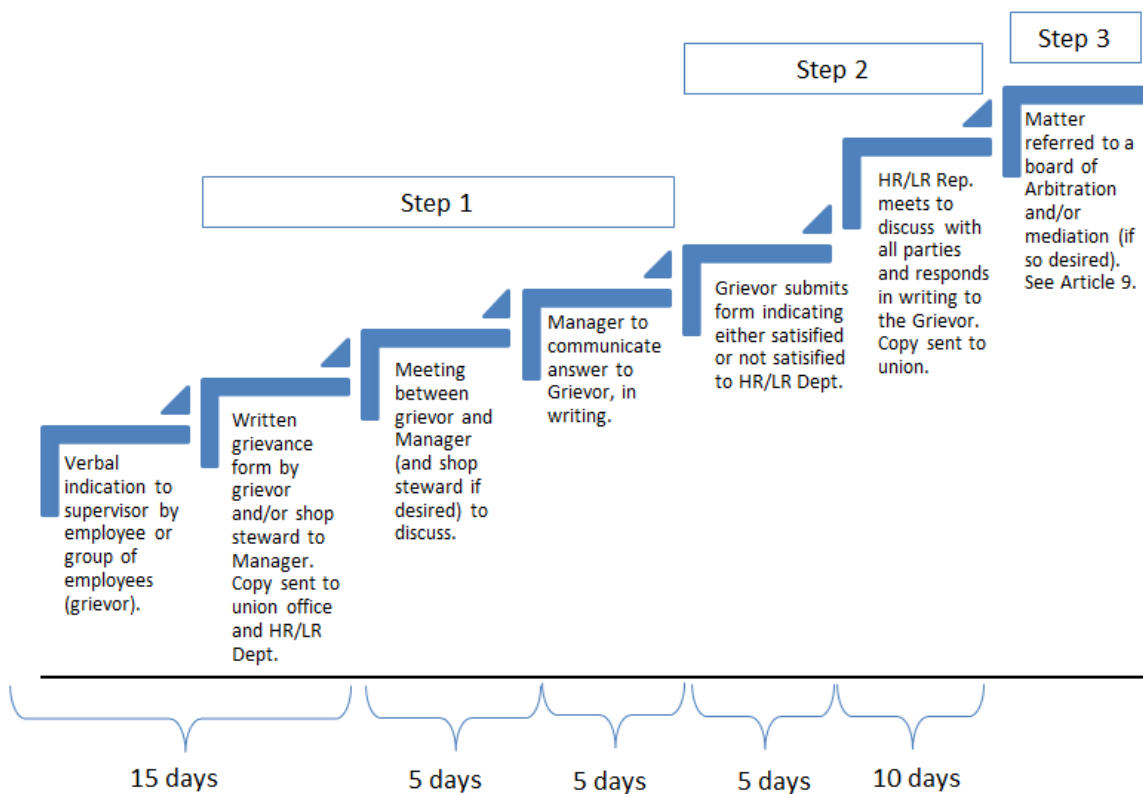 Step 3
Step 2
Step 1
Verbal
indication to
supervisor by
employee or
group of
employees
(grievor).
Written
grievance
form by
grievor
and/or shop
steward to
Manager.
Copy sent to
union office
and HR/LR
Dept.
Meeting
between
grievor and
Manager
(and shop
steward if
desired) to
discuss.
Manager to
communicate
answer to
Grievor, in
writing.
Grievor submits
form indicating
either satisified
or not satisified
to HR/LR Dept.
HR/LR Rep.
meets to
discuss with
all parties
and responds
in writing to
the Grievor.
Copy sent to
union.
Matter
referred to a
board of
Arbitration
and/or
mediation (if
so desired).
See Article 9.
15 days
5 days
5 days
5 days
10 days